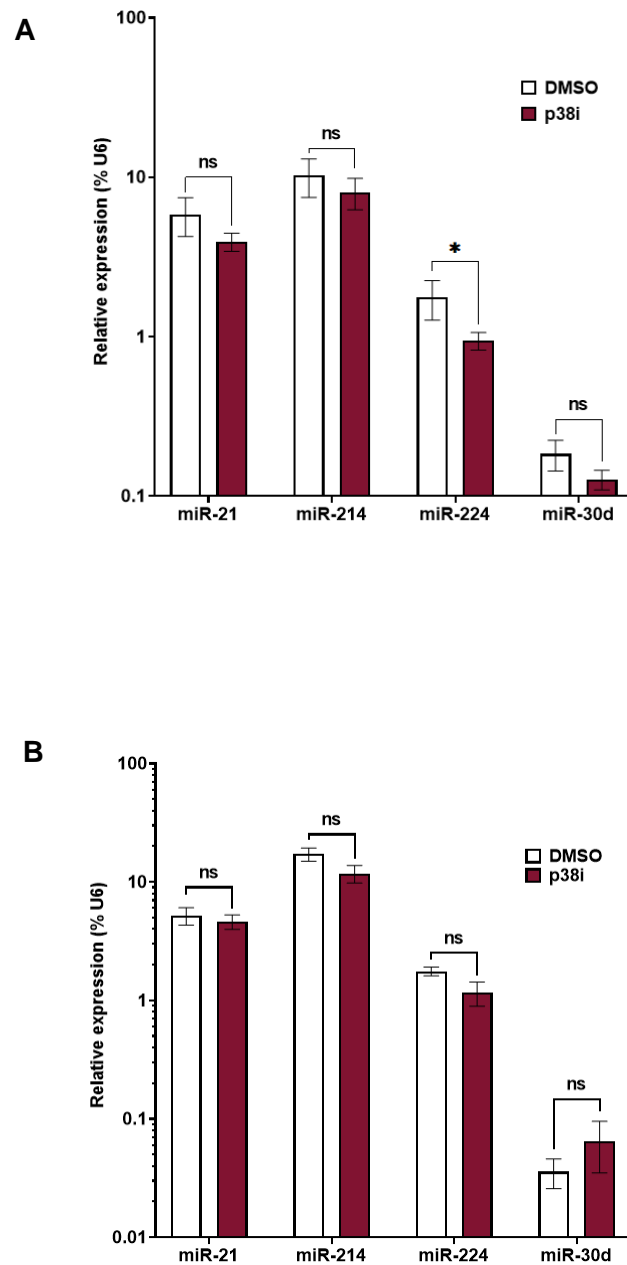 A
Relative expression (% U6)
100
10
1
0.1
DMSO
p38i
ns
ns
*
ns
miR-21 miR-214 miR-224 miR-30d
B
Relative expression (% U6)
100
10
1
0.1
0.01
DMSO
p38i
ns
ns
ns
ns
miR-21 miR-214 miR-224 miR-30d